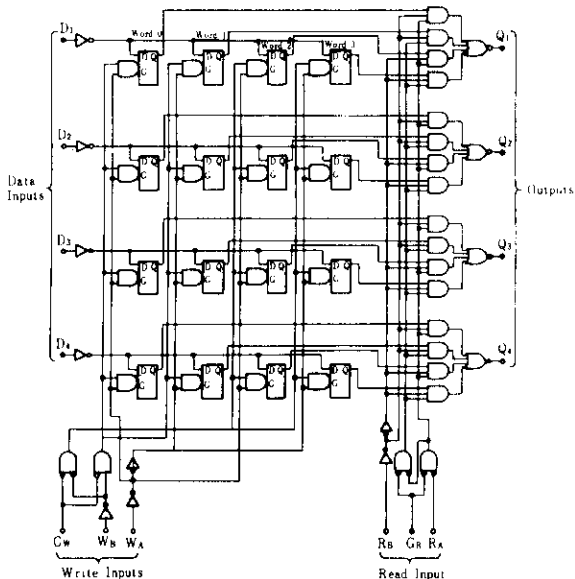 D1
Word 0
Word 1
Word 2
Word 3
D Q
G
D Q
G
D Q
G
D Q
G
Q1
D2
D Q
G
D Q
G
D Q
G
D Q
G
Q2
Data
Inputs
Outputs
D3
D Q
G
D Q
G
D Q
G
D Q
G
Q3
D4
D Q
G
D Q
G
D Q
G
D Q
G
Q4
GW
WB
WA
RB
GR
RA
Write Inputs
Read Input